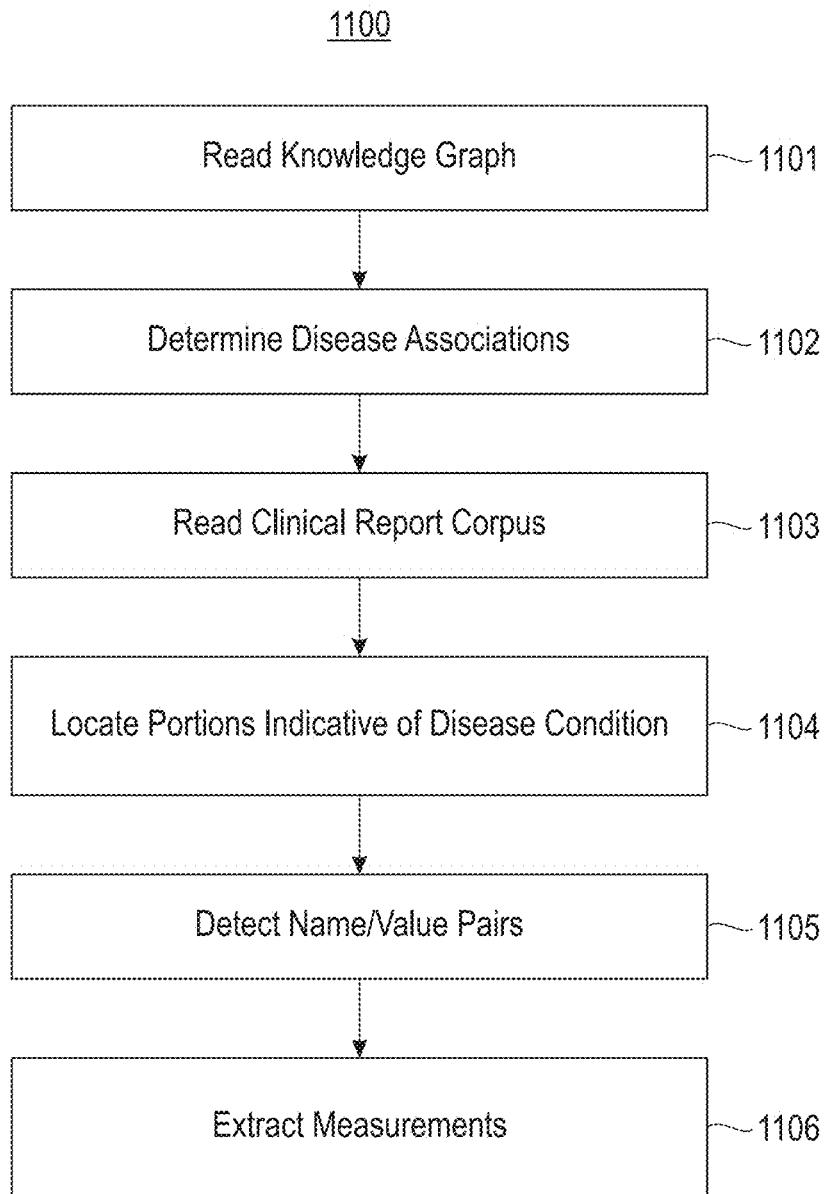 1100
Read Knowledge Graph
1101
Determine Disease Associations
1102
Read Clinical Report Corpus
1103
Locate Portions Indicative of Disease Condition
1104
Detect Name/Value Pairs
1105
Extract Measurements
1106